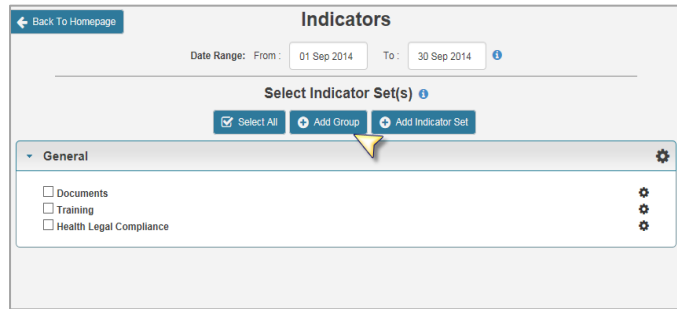 Back To Homepage
Indicators
Date Range: From : 01 Sep 2014 To : 30 Sep 2014
Select Indicator Set(s)
Select All Add Group Add Indicator Set
General
Documents
Training
Health Legal Compliance